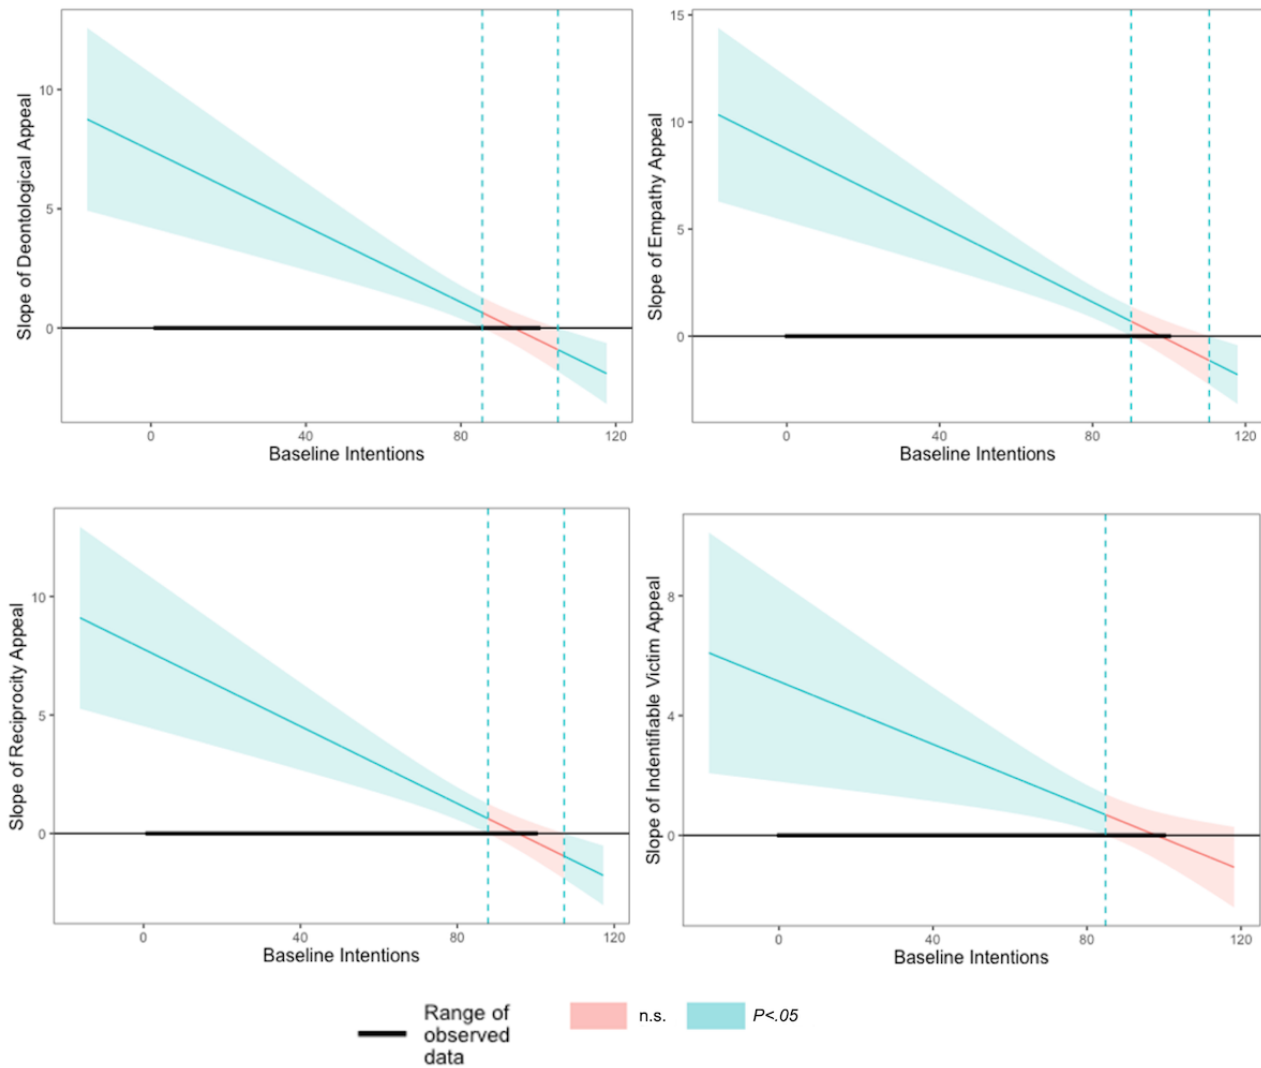 Slope of Deontological Appeal
10
5
0
0 40 80 120
Baseline Intentions
Slope of Empathy Appeal
15
10
5
0
0 40 80 120
Baseline Intentions
Slope of Reciprocity Appeal
10
5
0
0 40 80 120
Baseline Intentions
Slope of Indentifiable Victim Appeal
8
4
0
0 40 80 120
Baseline Intentions
Range of
observed
data
n.s.
P<.05